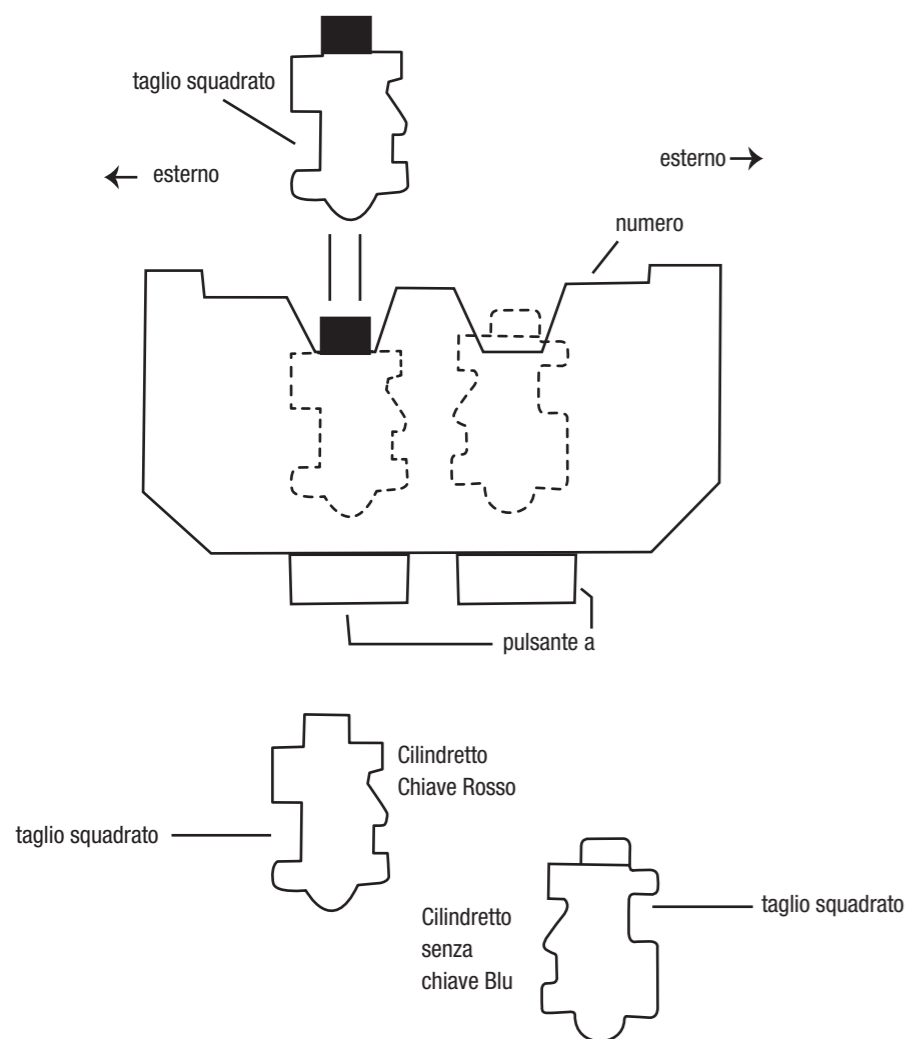 taglio squadrato
esterno
esterno
numero
pulsante a
Cilindretto
Chiave Rosso
taglio squadrato
Cilindretto
senza
chiave Blu
taglio squadrato